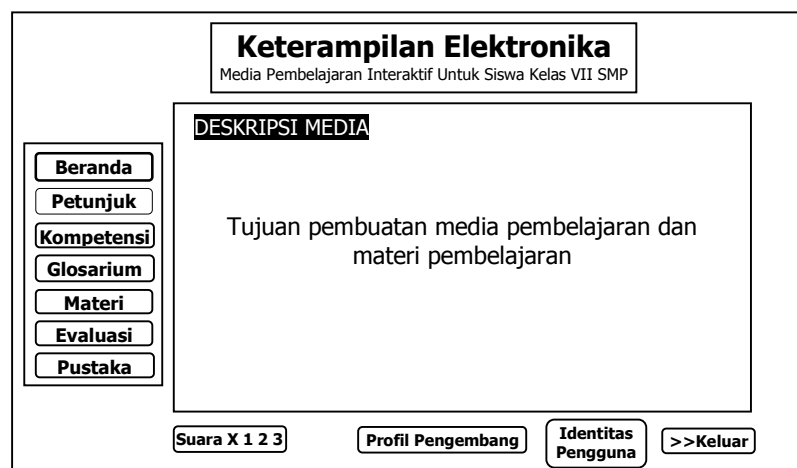 Keterampilan Elektronika
Media Pembelajaran Interaktif Untuk Siswa Kelas VII SMP
DESKRIPSI MEDIA
Beranda
Petunjuk
Kompetensi
Glosarium
Materi
Evaluasi
Pustaka
Tujuan pembuatan media pembelajaran dan
materi pembelajaran
Suara X 1 2 3
Profil Pengembang
Identitas
Pengguna
>>Keluar